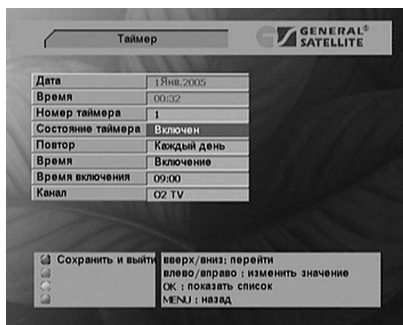 Таймер
GENERAL®
SATELLITE
Дата 1 Янв.2005
Время 00:32
Номер таймера 1
Состояние таймера Включен
Повтор Каждый день
Время Включение
Время включения 09:00
Канал O2 TV
Сохранить и выйти
вверх/вниз: перейти
влево/вправо : изменить значение
OK : показать список
MENU : назад